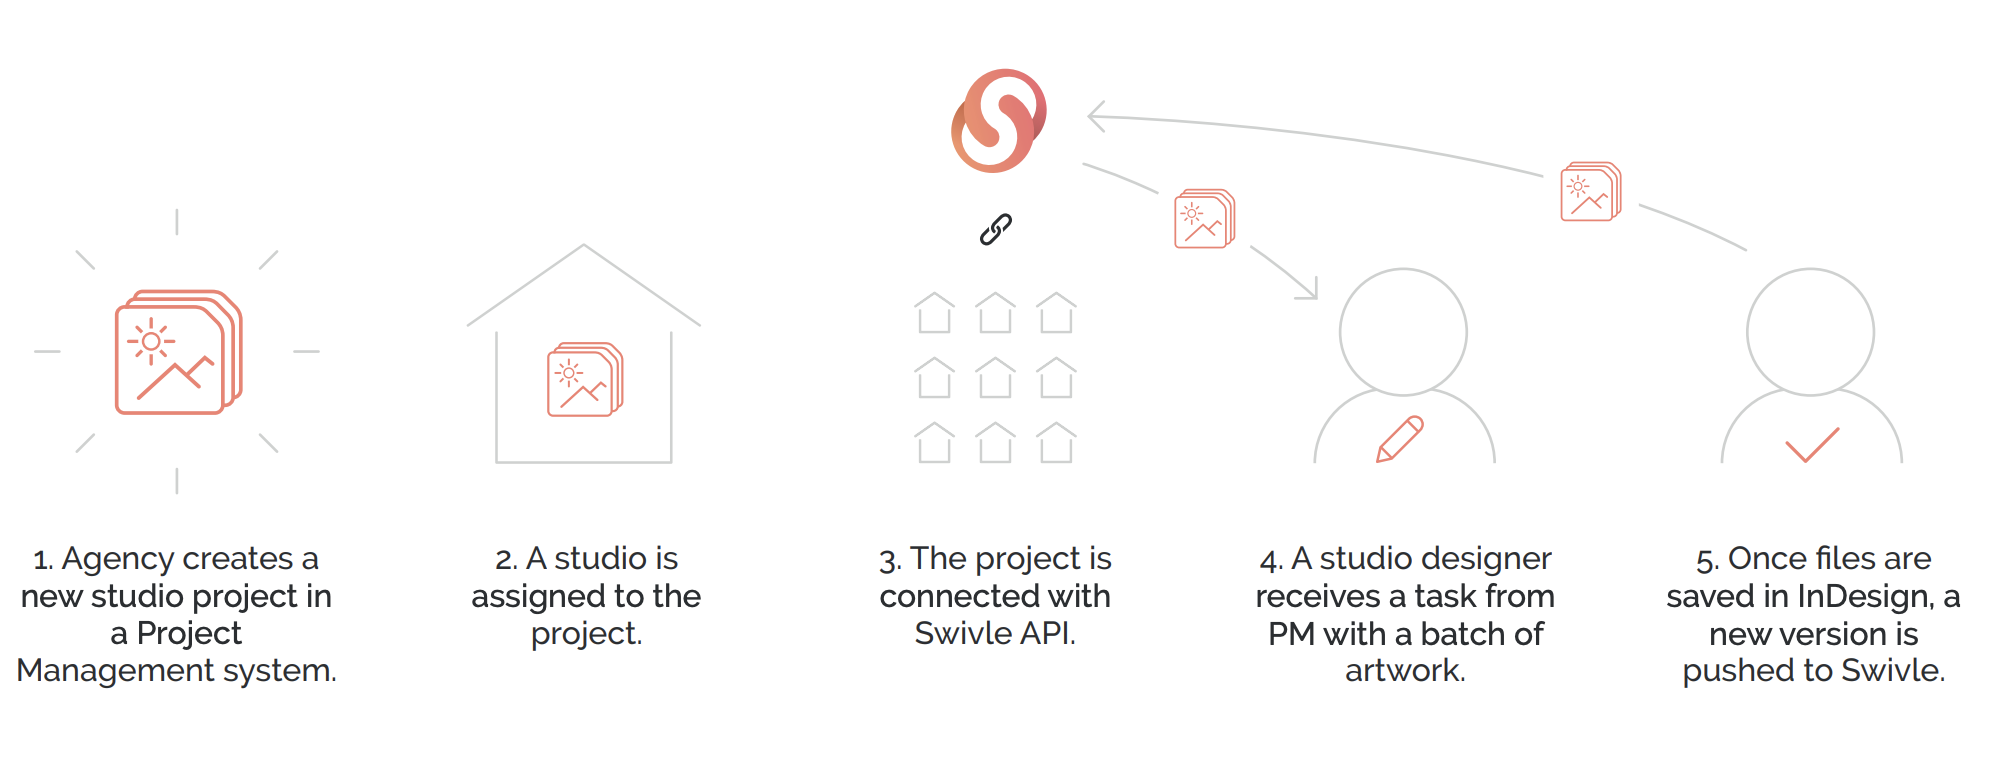 1. Agency creates a
new studio project in
a Project
Management system.
2. A studio is
assigned to the
project.
3. The project is
connected with
Swivle API.
4. A studio designer
receives a task from
PM with a batch of
artwork.
5. Once files are
saved in InDesign, a
new version is
pushed to Swivle.